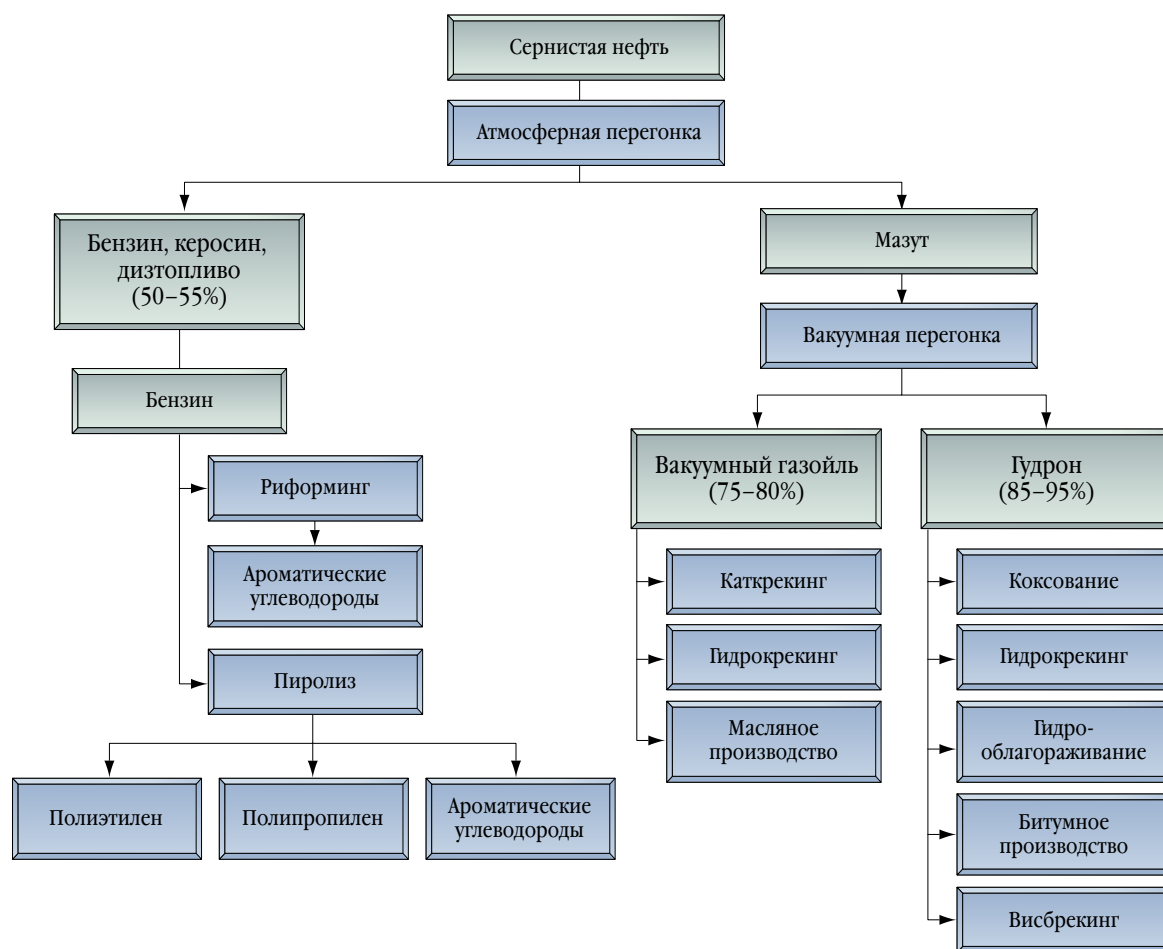 Сернистая нефть
Атмосферная перегонка
Бензин, керосин,
дизтопливо
(50–55%)
Мазут
Вакуумная перегонка
Бензин
Вакуумный газойль
(75–80%)
Гудрон
(85–95%)
Риформинг
Ароматические
углеводороды
Пиролиз
Полиэтилен
Полипропилен
Ароматические
углеводороды
Каткрекинг
Гидрокрекинг
Масляное
производство
Коксование
Гидрокрекинг
Гидро-
облагораживание
Битумное
производство
Висбрекинг